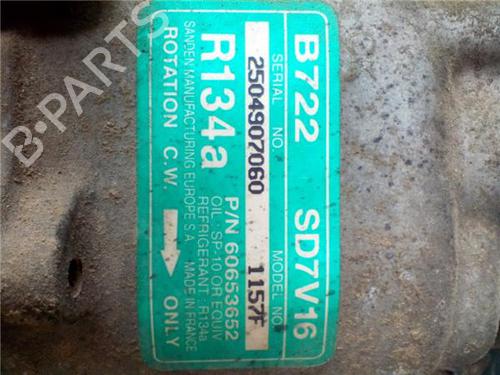 B722 SD7V16
SERIAL NO. MODEL NO.
2504907060 1157F
R134a P/N 60653652
OIL : SP-10 OR EQUIV
REFRIGERANT : R134a
SANDEN MANUFACTURING EUROPE S.A. MADE IN FRANCE
ROTATION C.W. ONLY
B-PARTS